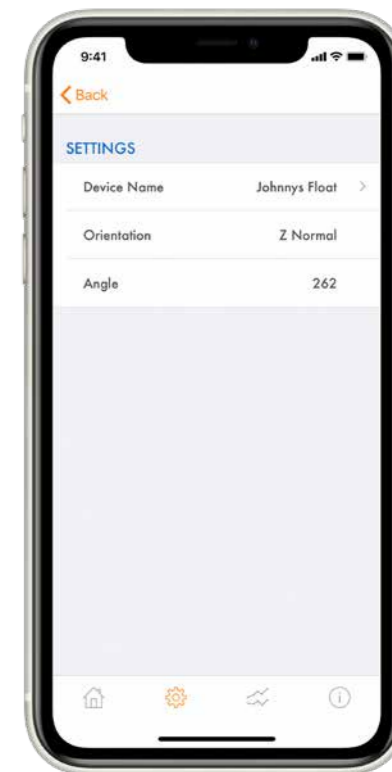 9:41
Back
SETTINGS
Device Name Johnnys Float
Orientation Z Normal
Angle 262